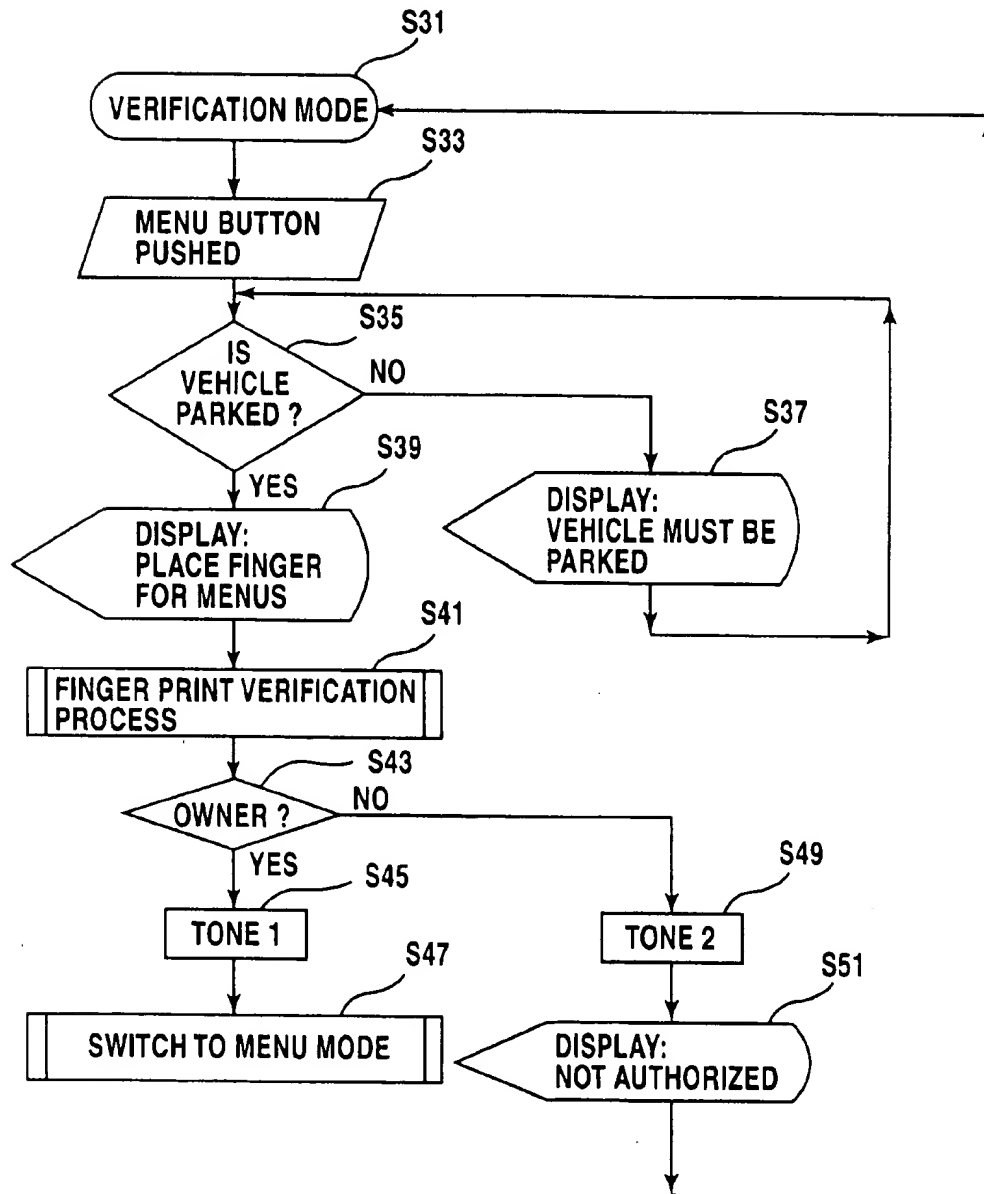 S31
VERIFICATION MODE
S33
MENU BUTTON
PUSHED
S35
IS
VEHICLE
PARKED ?
NO
S37
DISPLAY:
VEHICLE MUST BE
PARKED
YES
S39
DISPLAY:
PLACE FINGER
FOR MENUS
S41
FINGER PRINT VERIFICATION
PROCESS
S43
OWNER ?
NO
YES
S45
TONE 1
S49
TONE 2
S47
SWITCH TO MENU MODE
S51
DISPLAY:
NOT AUTHORIZED